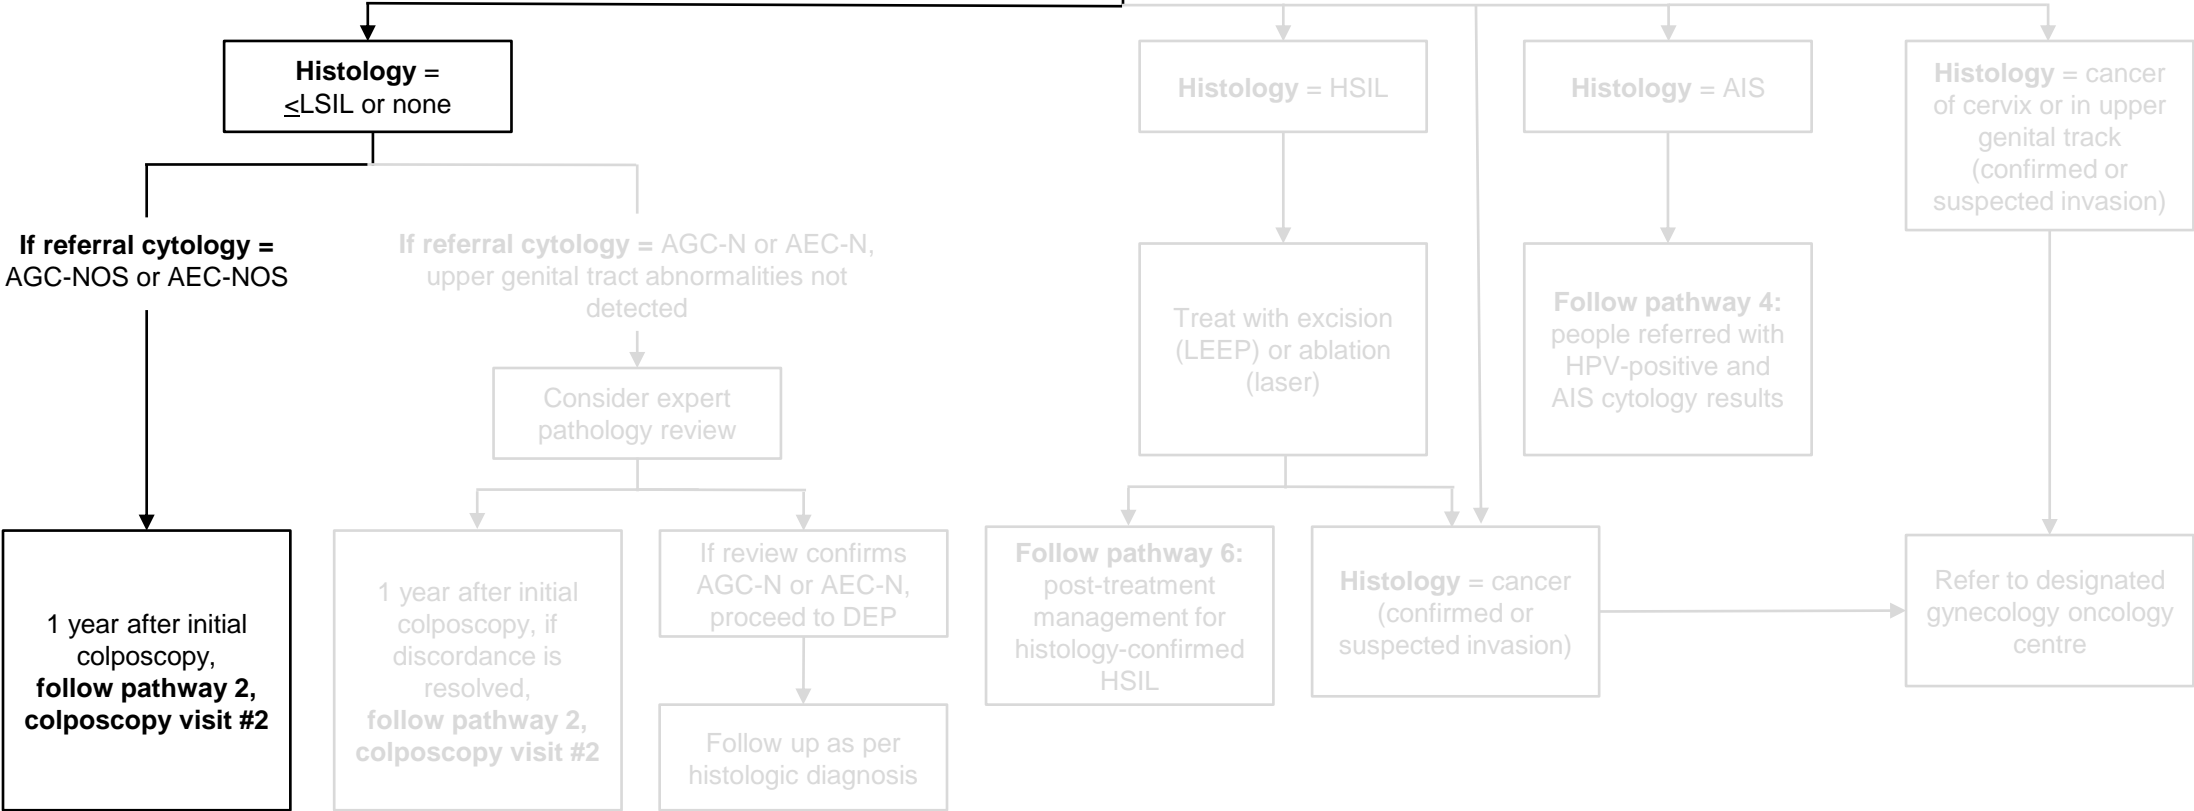 Histology =
≤LSIL or none
Histology = HSIL
Histology = AIS
Histology = cancer
of cervix or in upper
genital track
(confirmed or
suspected invasion)
If referral cytology =
AGC-NOS or AEC-NOS
If referral cytology = AGC-N or AEC-N,
upper genital tract abnormalities not
detected
Consider expert
pathology review
Treat with excision
(LEEP) or ablation
(laser)
Follow pathway 4:
people referred with
HPV-positive and
AIS cytology results
1 year after initial
colposcopy,
follow pathway 2,
colposcopy visit #2
1 year after initial
colposcopy, if
discordance is
resolved,
follow pathway 2,
colposcopy visit #2
If review confirms
AGC-N or AEC-N,
proceed to DEP
Follow up as per
histologic diagnosis
Follow pathway 6:
post-treatment
management for
histology-confirmed
HSIL
Histology = cancer
(confirmed or
suspected invasion)
Refer to designated
gynecology oncology
centre